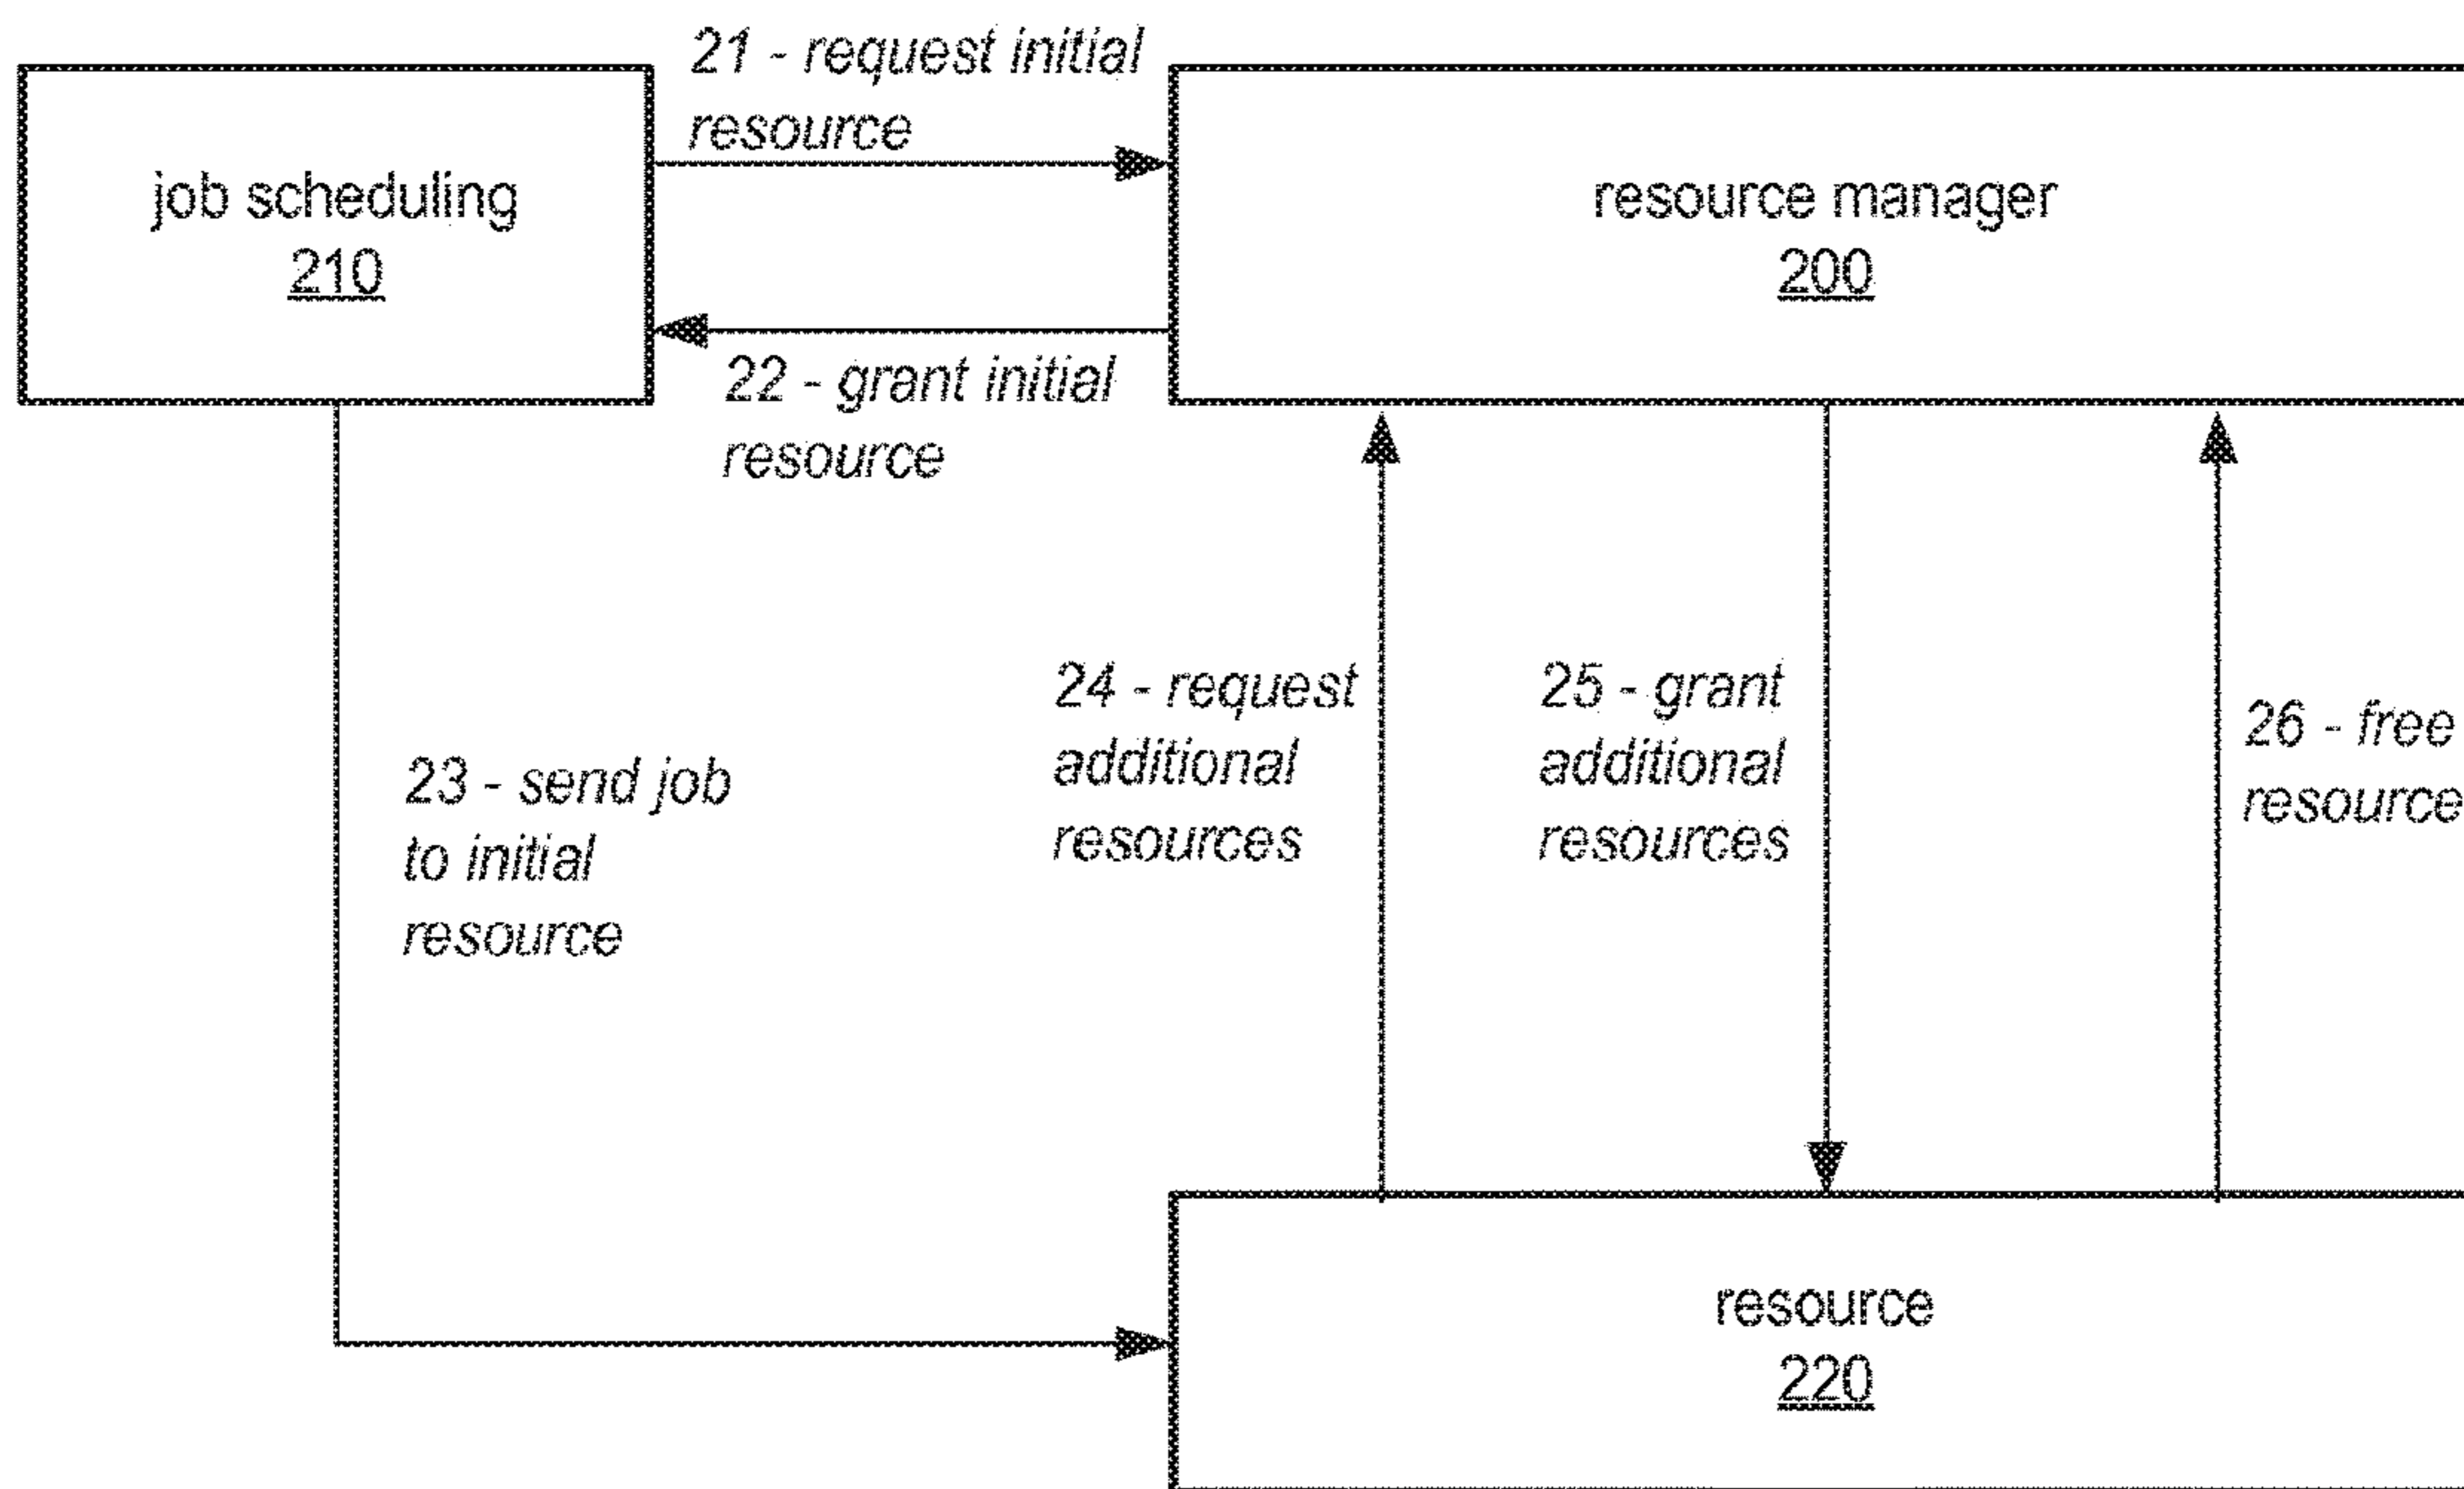 21 - request initial
resource
job scheduling
210
resource manager
200
22 - grant initial
resource
23 - send job
to initial
resource
24 - request
additional
resources
25 - grant
additional
resources
26 - free
resource
resource
220